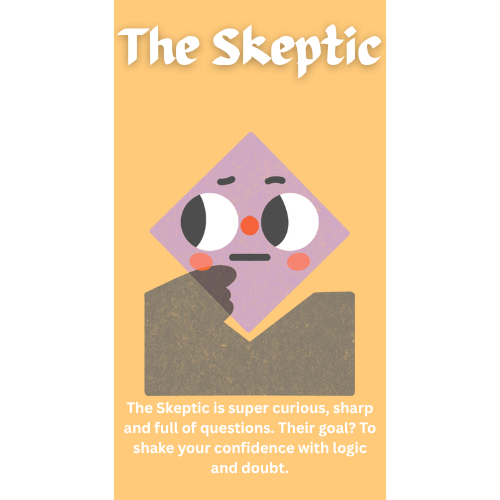 The Skeptic
The Skeptic is super curious, sharp
and full of questions. Their goal? To
shake your confidence with logic
and doubt.